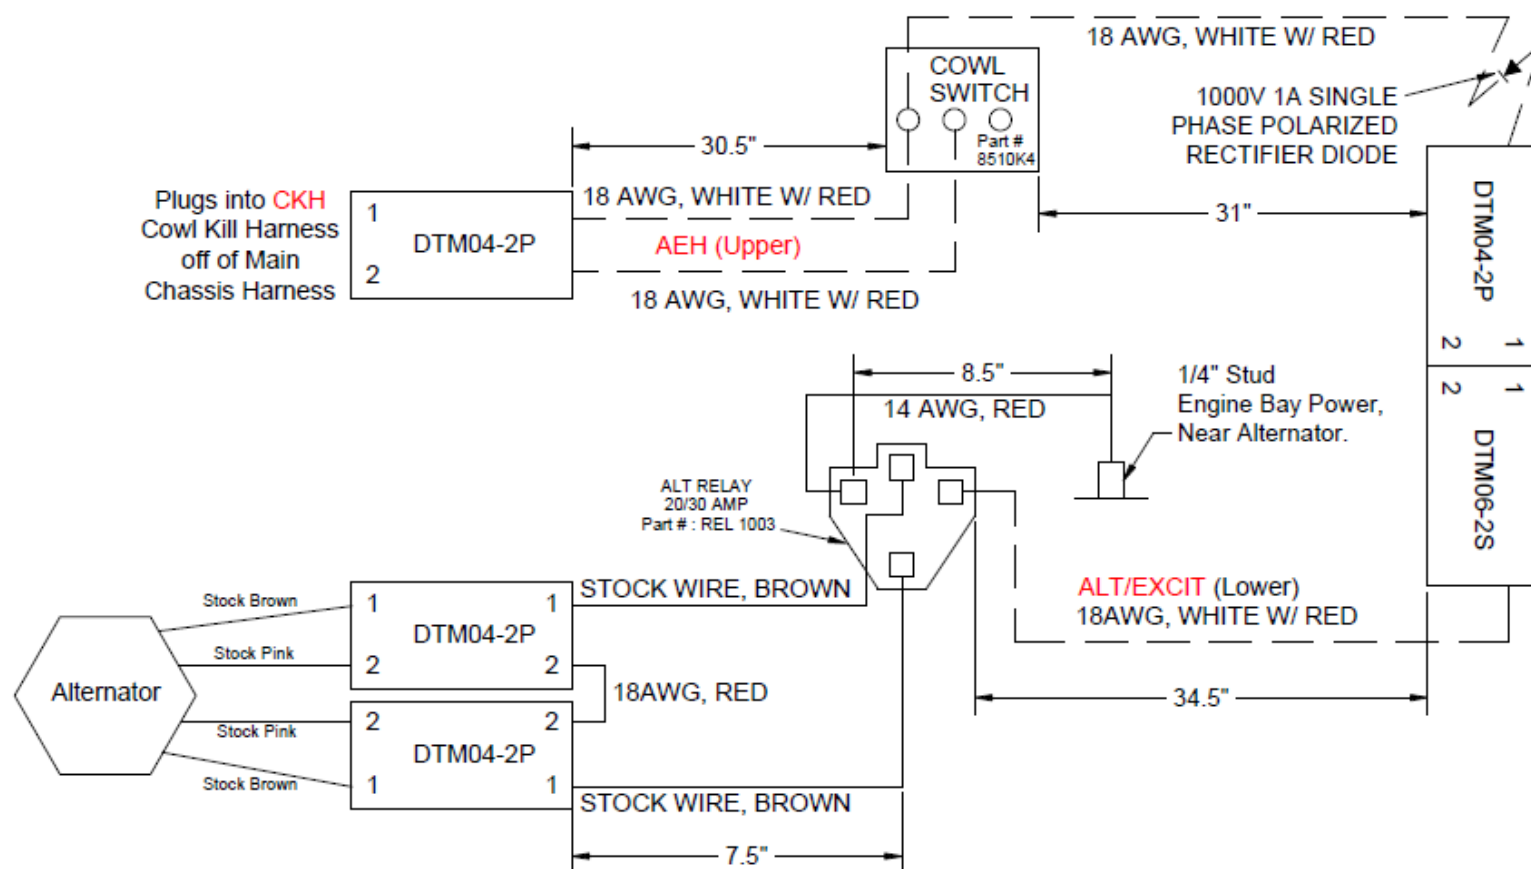 18 AWG, WHITE W/ RED
COWL
SWITCH
Part #
8510K4
1000V 1A SINGLE
PHASE POLARIZED
RECTIFIER DIODE
30.5"
Plugs into CKH
Cowl Kill Harness
off of Main
Chassis Harness
1
2
DTM04-2P
18 AWG, WHITE W/ RED
AEH (Upper)
18 AWG, WHITE W/ RED
31"
DTM04-2P
2
1
2
1
DTM06-2S
8.5"
14 AWG, RED
1/4" Stud
Engine Bay Power,
Near Alternator.
ALT RELAY
20/30 AMP
Part # : REL 1003
ALT/EXCIT (Lower)
18AWG, WHITE W/ RED
34.5"
STOCK WIRE, BROWN
Stock Brown
1
1
DTM04-2P
Stock Pink
2
2
Alternator
18AWG, RED
Stock Pink
2
2
DTM04-2P
Stock Brown
1
1
STOCK WIRE, BROWN
7.5"